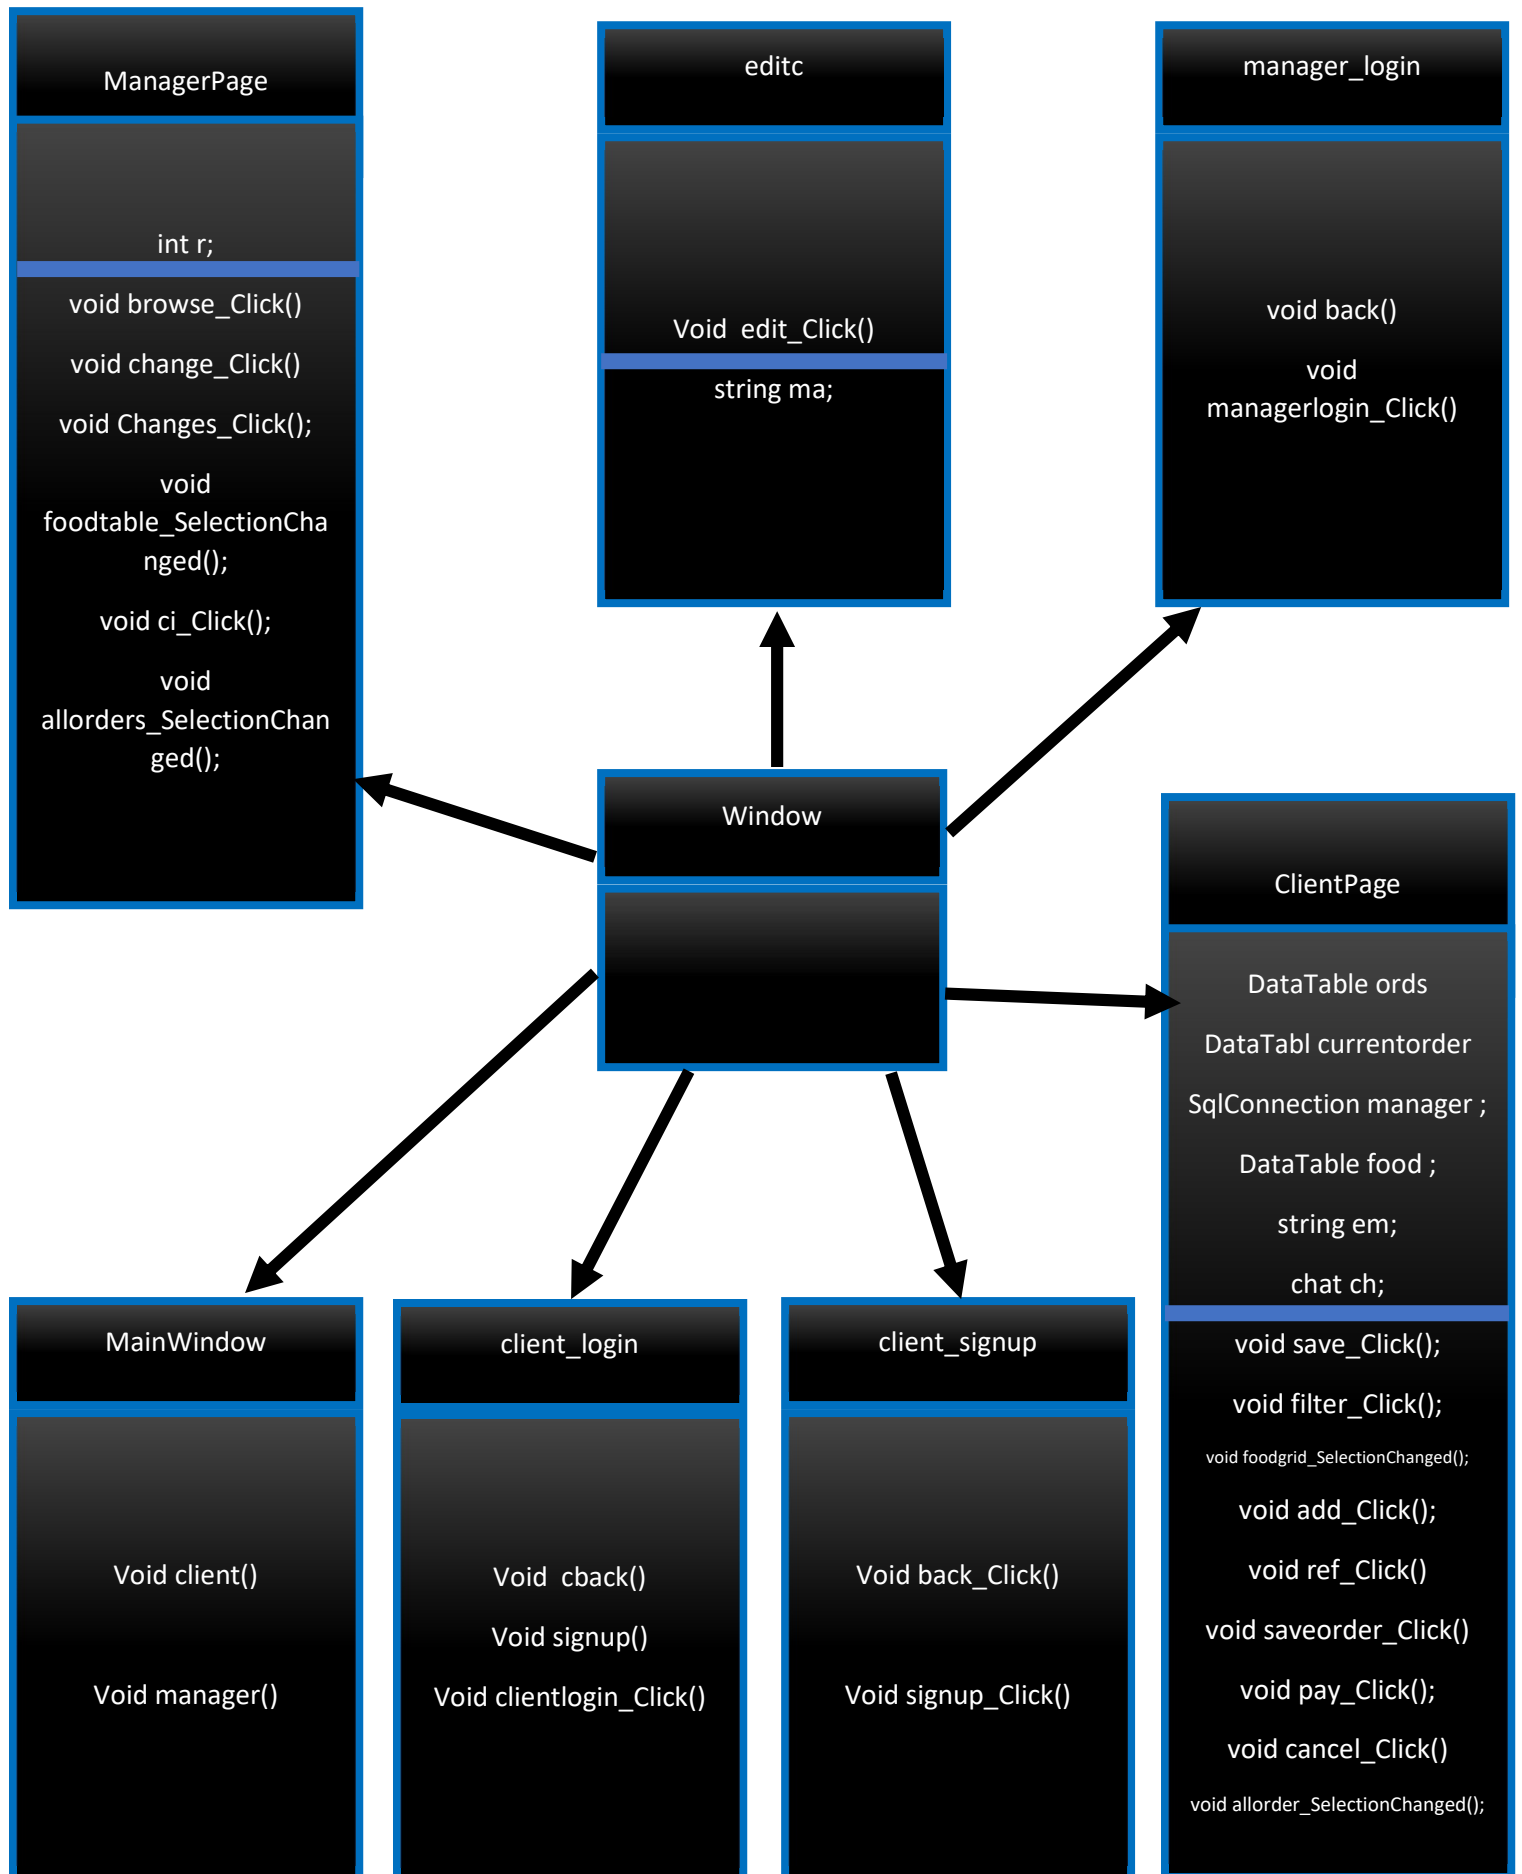 ManagerPage
int r;
void browse_Click()
void change_Click()
void Changes_Click();
void
foodtable_SelectionCha
nged();
void ci_Click();
void
allorders_SelectionChan
ged();
editc
Void  edit_Click()
string ma;
manager_login
void back()
void
managerlogin_Click()
Window
ClientPage
DataTable ords
DataTabl currentorder
SqlConnection manager ;
DataTable food ;
string em;
chat ch;
void save_Click();
void filter_Click();
void foodgrid_SelectionChanged();
void add_Click();
void ref_Click()
void saveorder_Click()
void pay_Click();
void cancel_Click()
void allorder_SelectionChanged();
MainWindow
Void client()
Void manager()
client_login
Void  cback()
Void signup()
Void clientlogin_Click()
client_signup
Void back_Click()
Void signup_Click()